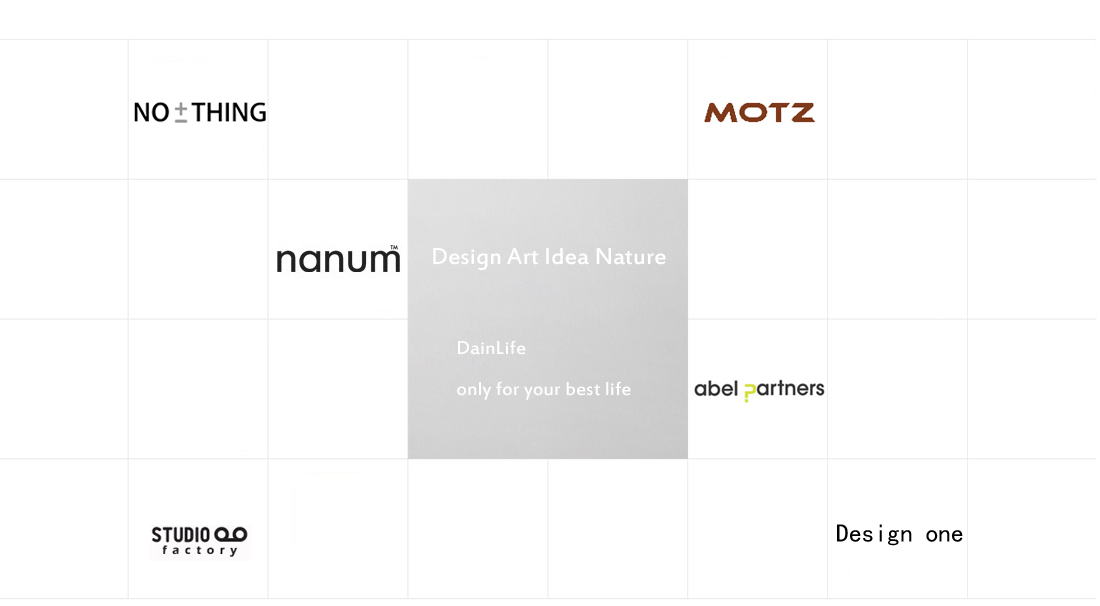 NO±THING
MOTZ
nanum™
Design Art Idea Nature
DainLife
only for your best life
abel partners
STUDIO
factory
Design one